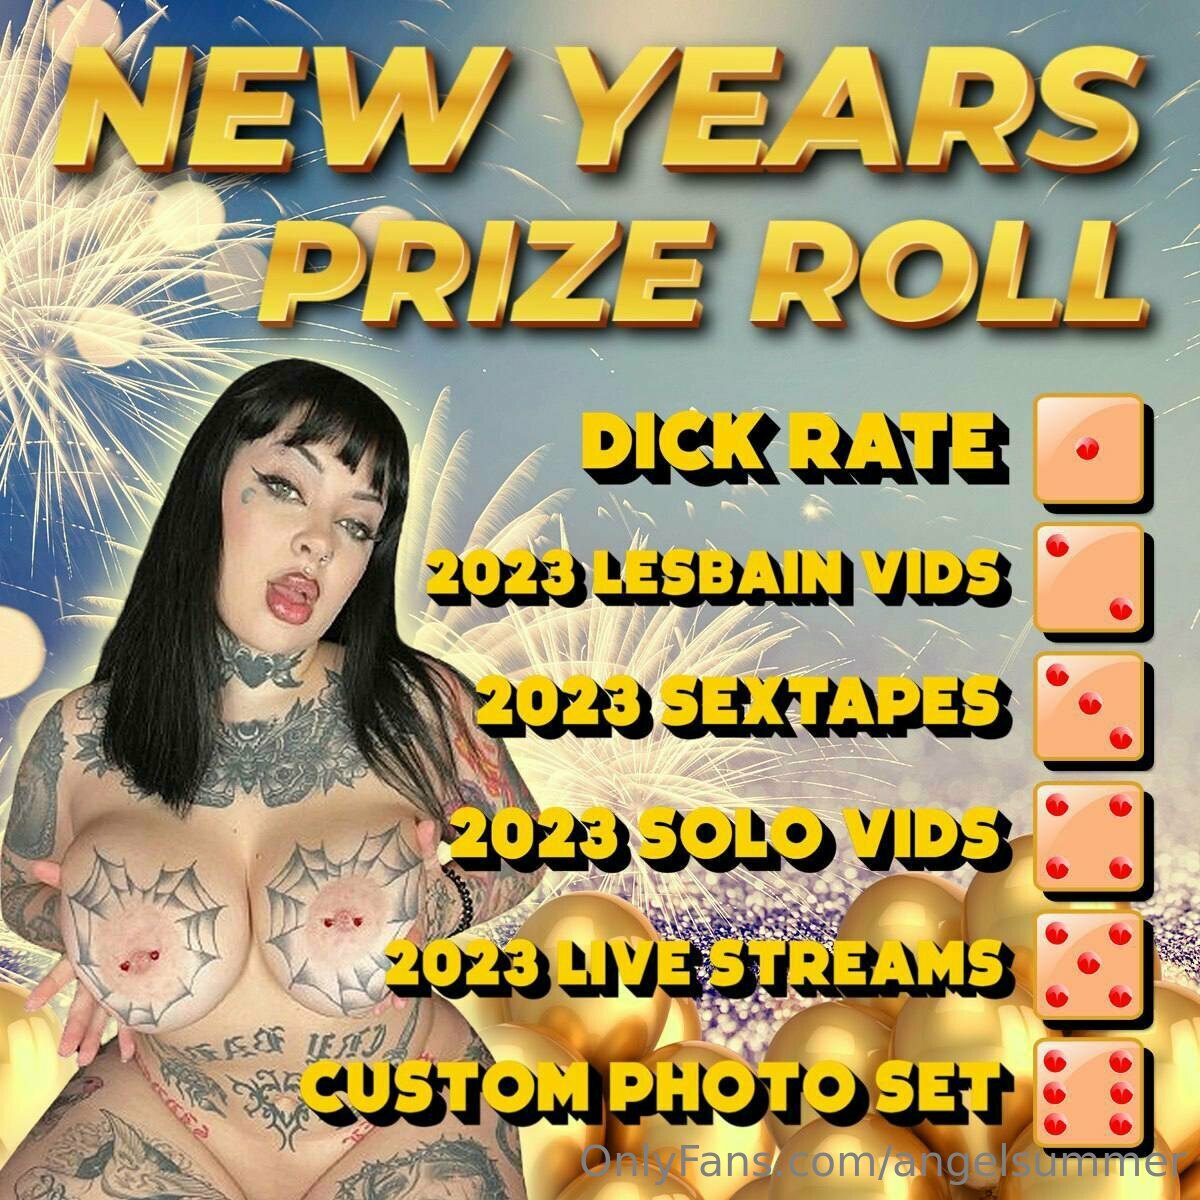 NEW YEARS
PRIZE ROLL
DICK RATE
2023 LESBAIN VIDS
2023 SEXTAPES
2023 SOLO VIDS
2023 LIVE STREAMS
CUSTOM PHOTO SET
OnlyFans.com/angelsummer